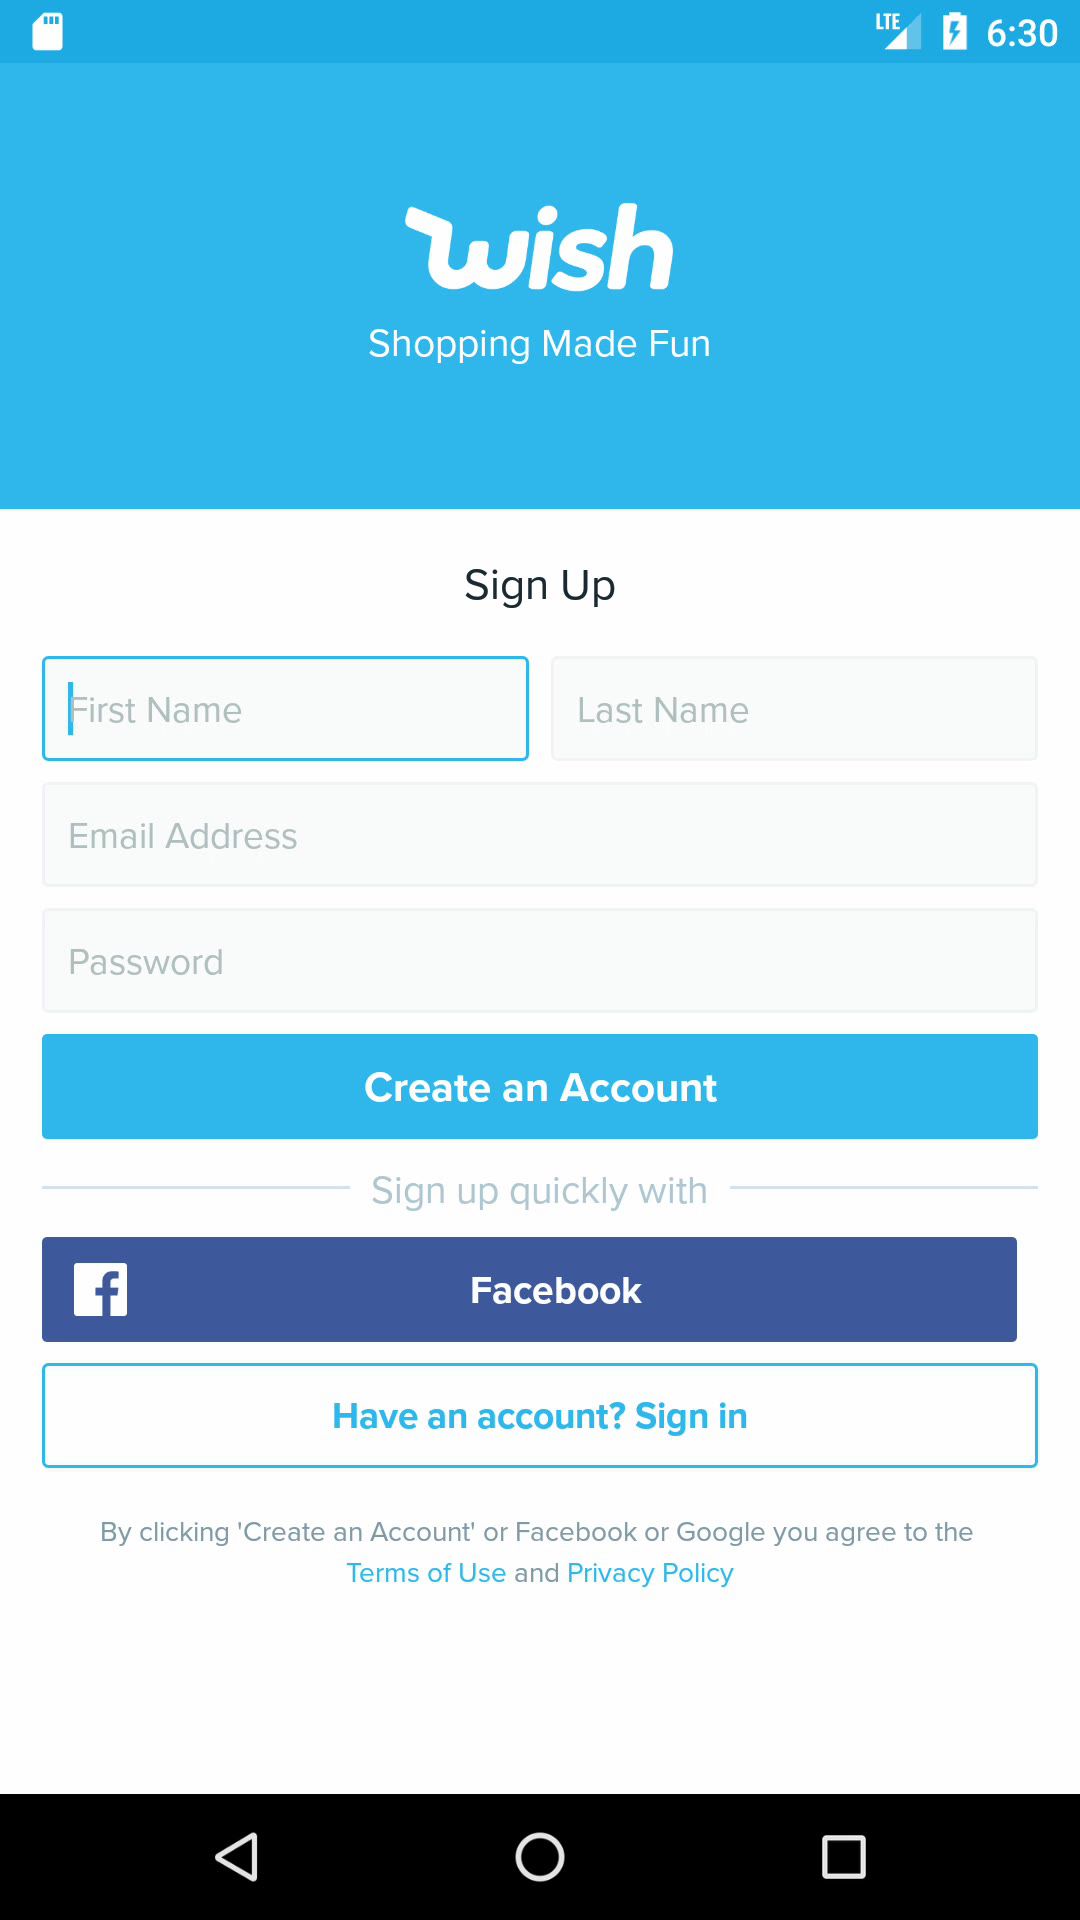 LTE 6:30
wish
Shopping Made Fun
Sign Up
First Name Last Name
Email Address
Password
Create an Account
Sign up quickly with
Facebook
Have an account? Sign in
By clicking 'Create an Account' or Facebook or Google you agree to the
Terms of Use and Privacy Policy